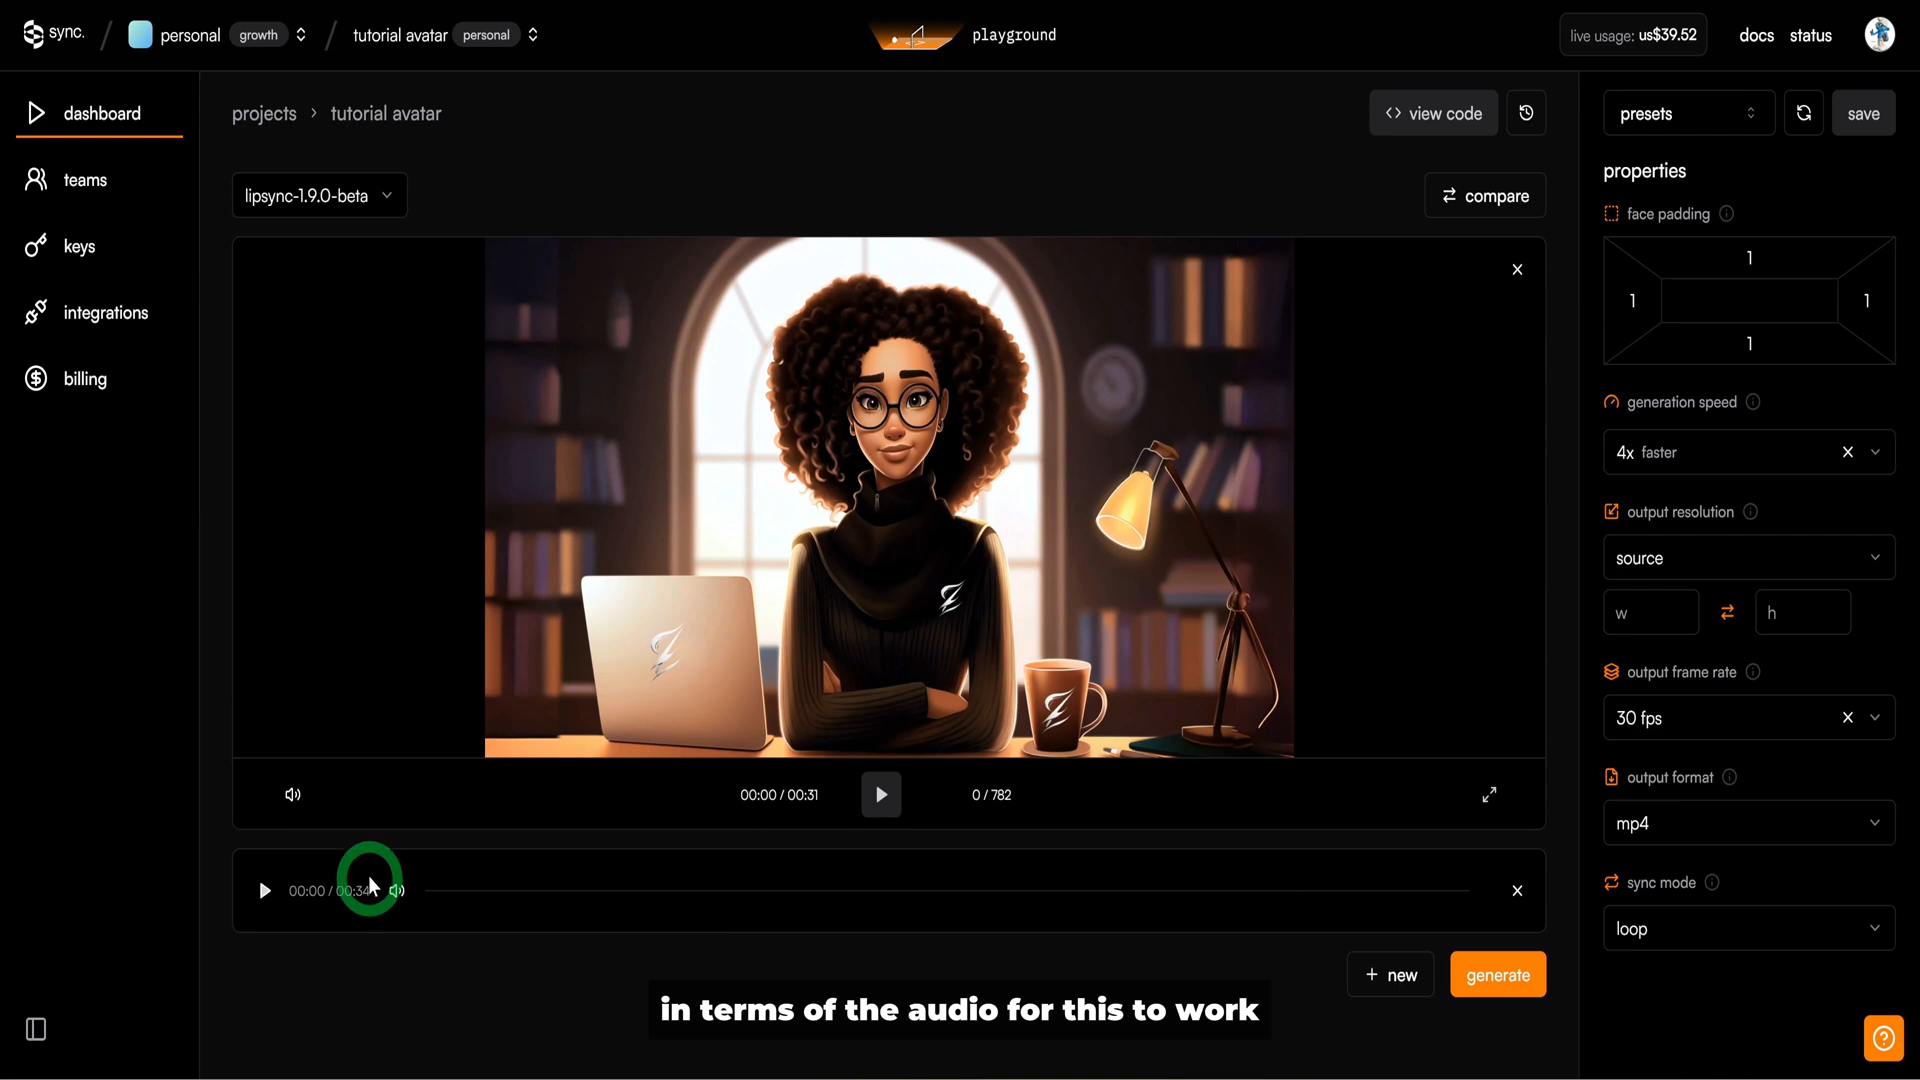 sync.
personal growth
tutorial avatar personal
playground
live usage: us$39.52
docs
status
dashboard
teams
keys
integrations
billing
projects > tutorial avatar
<> view code
lipsync-1.9.0-beta
compare
00:00 / 00:31
0 / 782
00:00 / 00:34
+ new
generate
in terms of the audio for this to work
presets
save
properties
face padding
1
1
1
1
generation speed
4x faster
output resolution
source
w
h
output frame rate
30 fps
output format
mp4
sync mode
loop